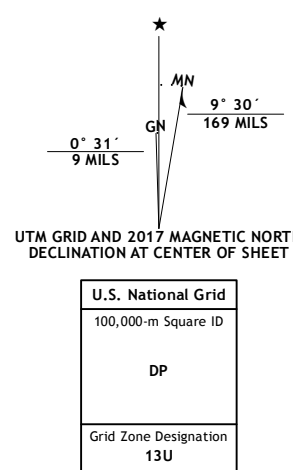 MN
9° 30´
169 MILS
GN
0° 31´
9 MILS
UTM GRID AND 2017 MAGNETIC NORT
DECLINATION AT CENTER OF SHEET
U.S. National Grid
100,000-m Square ID
DP
Grid Zone Designation
13U